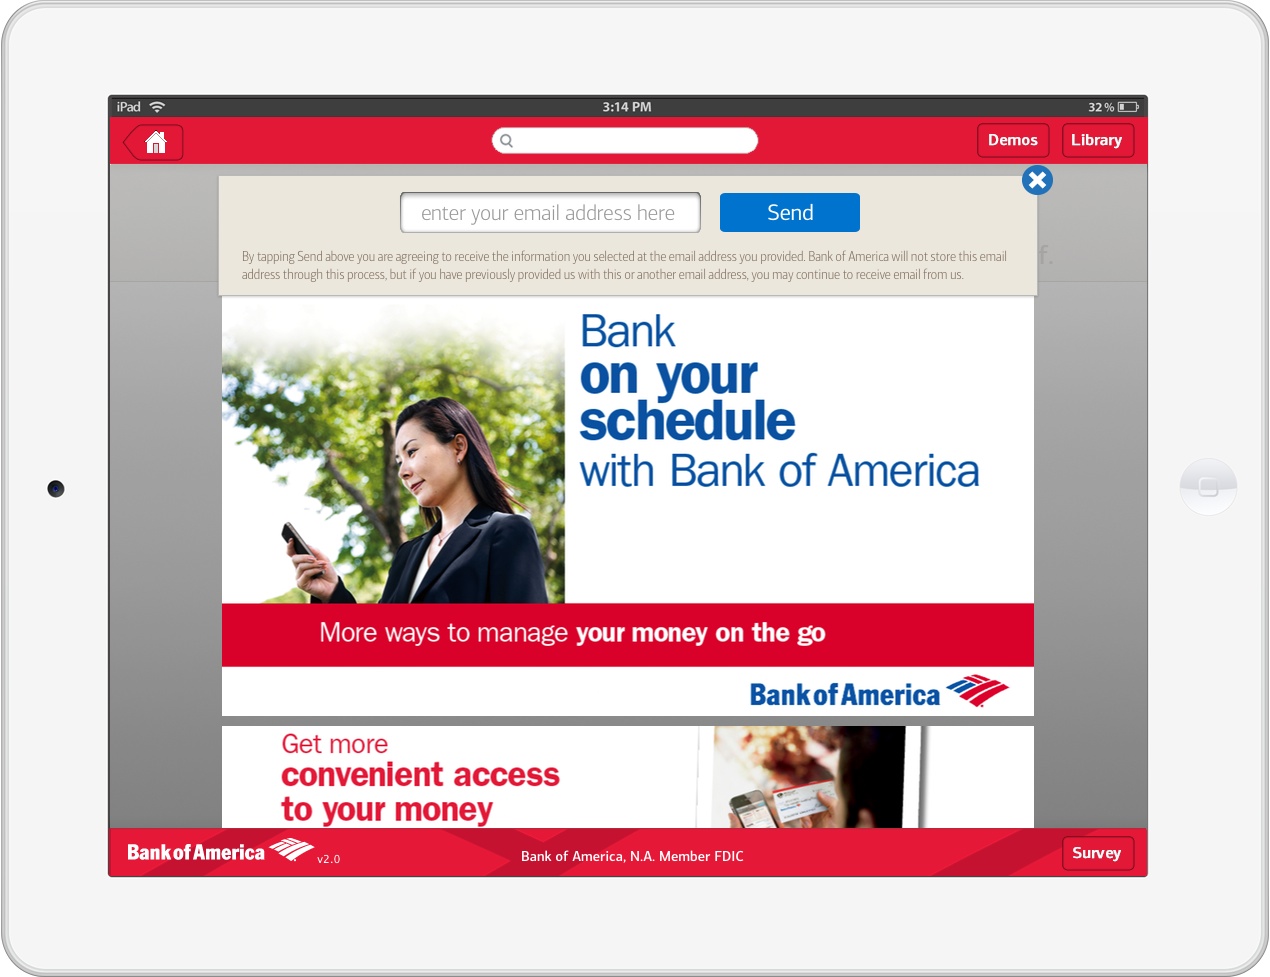 iPad
3:14 PM
32 %
Demos
Library
enter your email address here
Send
By tapping Send above you are agreeing to receive the information you selected at the email address you provided. Bank of America will not store this email
address through this process, but if you have previously provided us with this or another email address, you may continue to receive email from us.
f.
Bank
on your
schedule
with Bank of America
More ways to manage your money on the go
Bank of America
Get more
convenient access
to your money
Bank of America
v2.0
Bank of America, N.A. Member FDIC
Survey